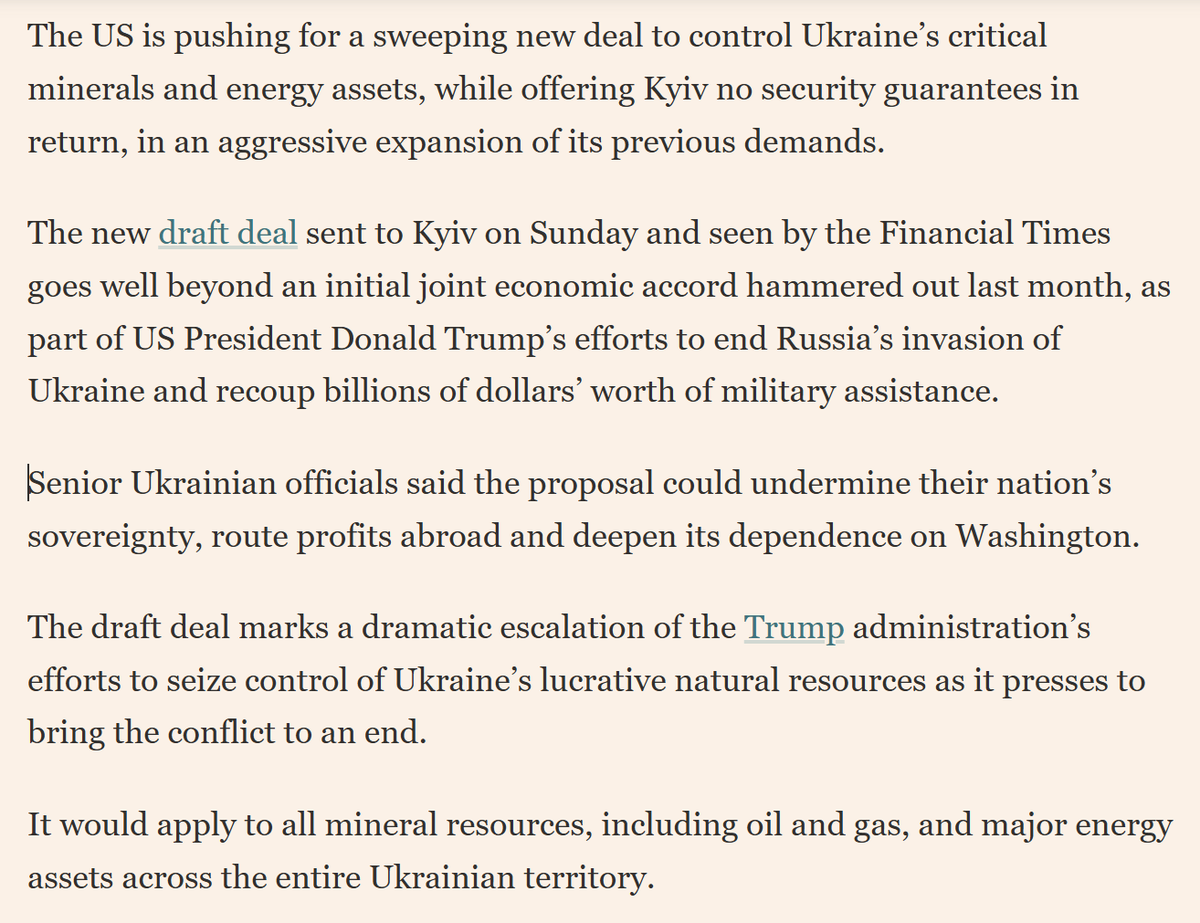 The US is pushing for a sweeping new deal to control Ukraine’s critical
minerals and energy assets, while offering Kyiv no security guarantees in
return, in an aggressive expansion of its previous demands.
The new draft deal sent to Kyiv on Sunday and seen by the Financial Times
goes well beyond an initial joint economic accord hammered out last month, as
part of US President Donald Trump’s efforts to end Russia’s invasion of
Ukraine and recoup billions of dollars’ worth of military assistance.
Senior Ukrainian officials said the proposal could undermine their nation’s
sovereignty, route profits abroad and deepen its dependence on Washington.
The draft deal marks a dramatic escalation of the Trump administration’s
efforts to seize control of Ukraine’s lucrative natural resources as it presses to
bring the conflict to an end.
It would apply to all mineral resources, including oil and gas, and major energy
assets across the entire Ukrainian territory.